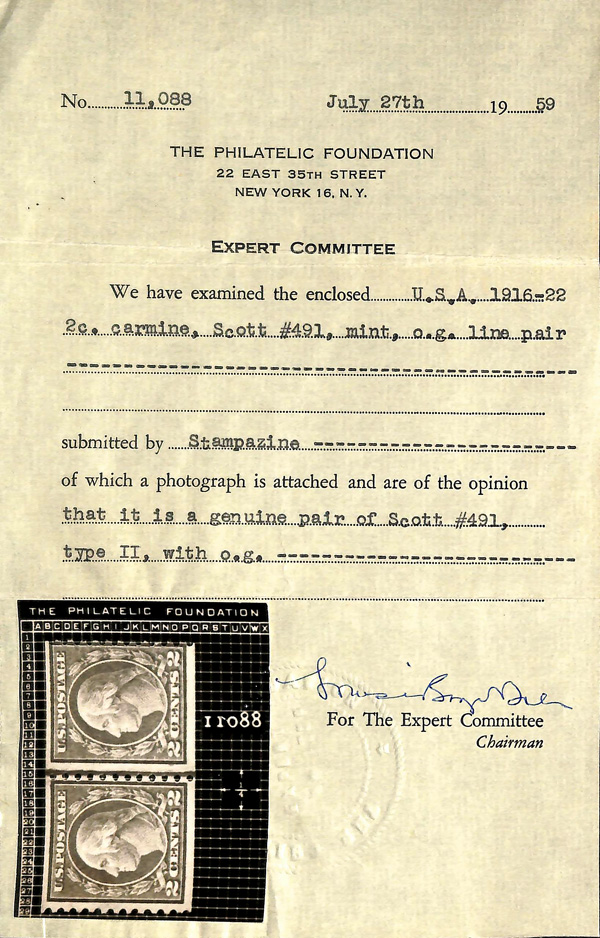 No. 11,088 July 27th 19 59
THE PHILATELIC FOUNDATION
22 EAST 35TH STREET
NEW YORK 16, N. Y.
EXPERT COMMITTEE
We have examined the enclosed U.S.A. 1916-22
2c. carmine, Scott #491, mint, o.g. line pair
submitted by Stampazine
of which a photograph is attached and are of the opinion
that it is a genuine pair of Scott #491,
type II, with o.g.
THE PHILATELIC FOUNDATION
ABCDEFGHIJKLMNOPQRSTUVWX
U.S.POSTAGE
2 CENTS 2
11088
U.S.POSTAGE
2 CENTS 2
For The Expert Committee
Chairman